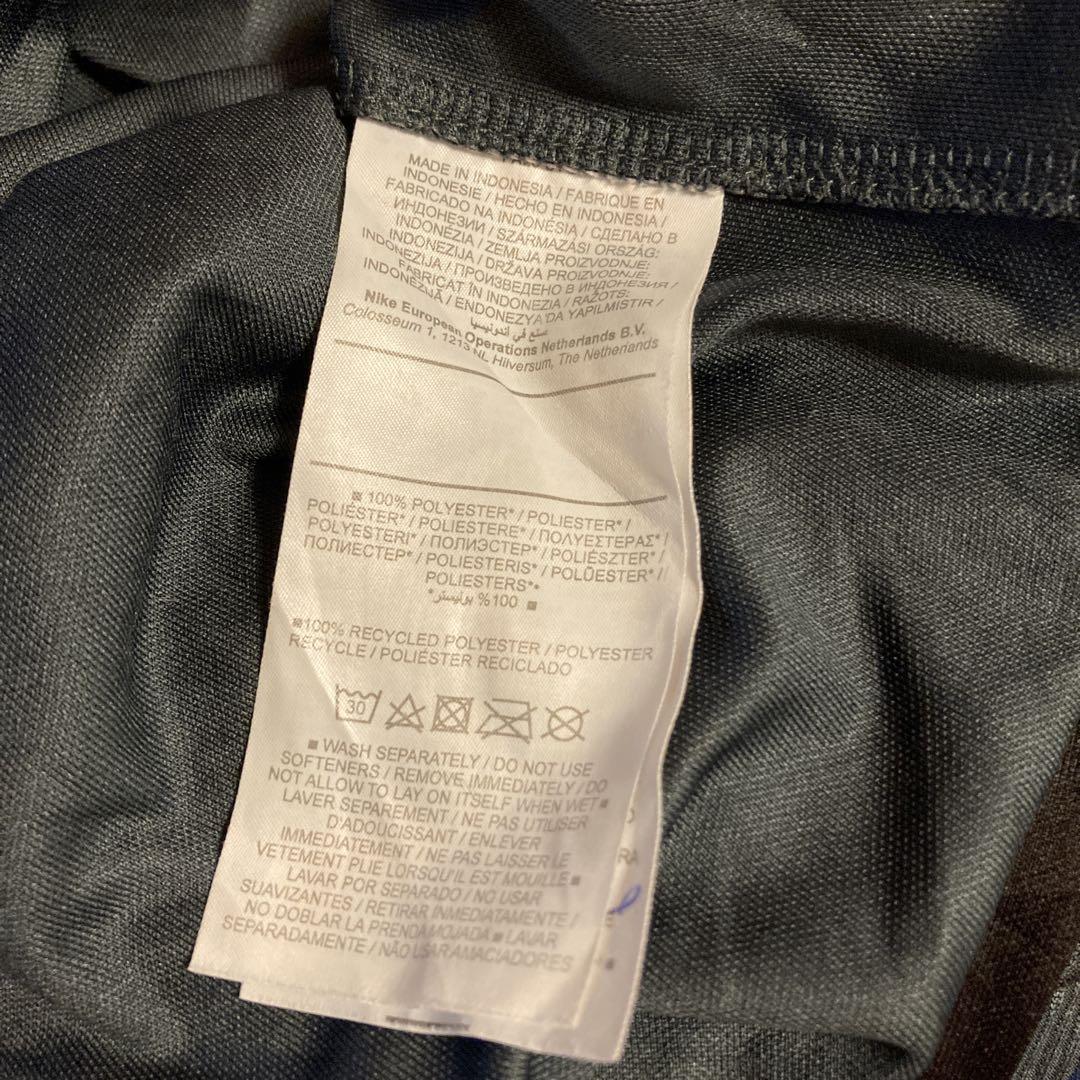 MADE IN INDONESIA / FABRIQUE EN
INDONESIE / HECHO EN INDONESIA /
FABRICADO NA INDONÉSIA / СДЕЛАНО В
ИНДОНЕЗИИ / SZÁRMAZÁSI ORSZÁG:
INDONÉZIA / ZEMLJA PROIZVODNJE:
INDONEZIJA / DRŽAVA PROIZVODNJE:
INDONEZIJA / ПРОИЗВЕДЕНО В ИНДОНЕЗИЯ /
FABRICAT ÎN INDONEZIA / RAŽOTS:
INDONĒZIJĀ / ENDONEZYA'DA YAPILMISTIR /
صنع في أندونيسيا
Nike European Operations Netherlands B.V.
Colosseum 1, 1213 NL Hilversum, The Netherlands
■ 100% POLYESTER* / POLIESTER* /
POLIÉSTER* / POLIESTERE* / ΠΟΛΥΕΣΤΕΡΑΣ* /
POLYESTERI* / ПОЛИЭСТЕР* / POLIÉSZTER* /
ПОЛИЕСТЕР* / POLIESTERIS* / POLÜESTER* /
POLIESTERS*
■ 100% بوليستر*
■100% RECYCLED POLYESTER / POLYESTER
RECYCLE / POLIÉSTER RECICLADO
30
■ WASH SEPARATELY / DO NOT USE
SOFTENERS / REMOVE IMMEDIATELY / DO
NOT ALLOW TO LAY ON ITSELF WHEN WET ■
LAVER SEPAREMENT / NE PAS UTILISER
D'ADOUCISSANT / ENLEVER
IMMEDIATEMENT / NE PAS LAISSER LE
VETEMENT PLIE LORSQU'IL EST MOUILLE ■
LAVAR POR SEPARADO / NO USAR
SUAVIZANTES / RETIRAR INMEDIATAMENTE /
NO DOBLAR LA PRENDA MOJADA ■ LAVAR
SEPARADAMENTE / NÃO USAR AMACIADORES